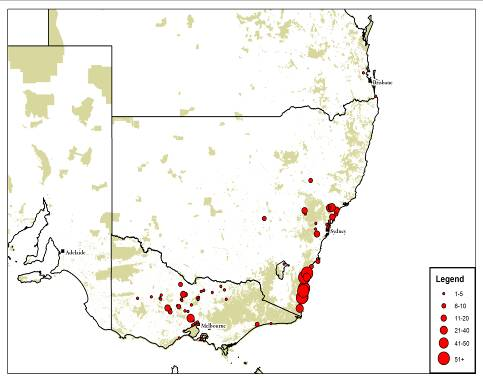 Brisbane
Sydney
Adelaide
Melbourne
Legend
1-5
6-10
11-20
21-40
41-50
51+